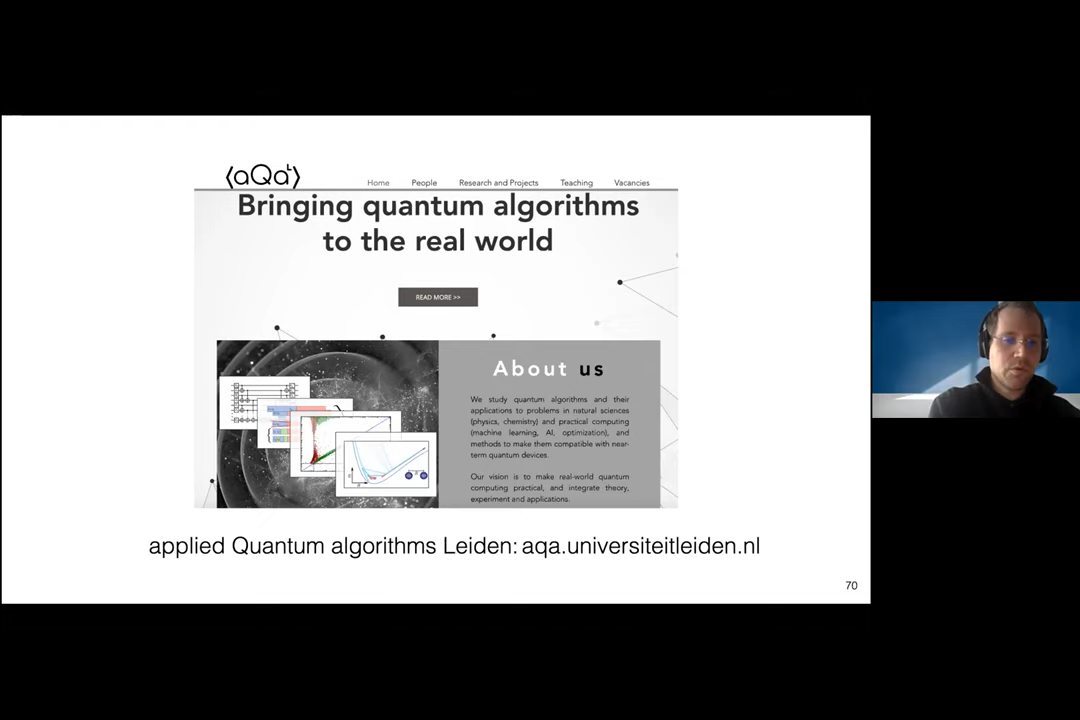 ⟨aQaᴸ⟩
Home People Research and Projects Teaching Vacancies
Bringing quantum algorithms
to the real world
READ MORE >>
About us
We study quantum algorithms and their
applications to problems in natural sciences
(physics, chemistry) and practical computing
(machine learning, AI, optimization), and
methods to make them compatible with near-
term quantum devices.
Our vision is to make real-world quantum
computing practical, and integrate theory,
experiment and applications.
applied Quantum algorithms Leiden: aqa.universiteitleiden.nl
70